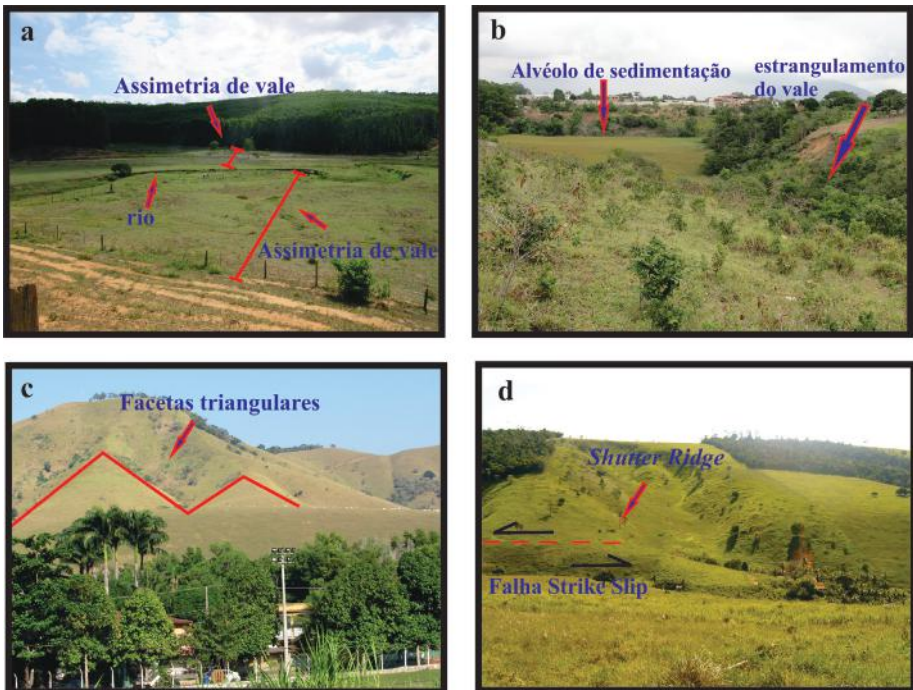 a
Assimetria de vale
rio
Assimetria de vale
b
Alvéolo de sedimentação
estrangulamento
do vale
c
Facetas triangulares
d
Shutter Ridge
Falha Strike Slip